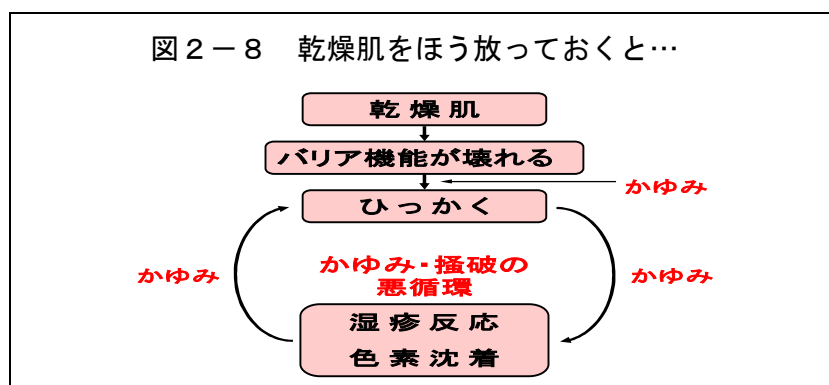 図２－８　乾燥肌をほう放っておくと…
乾燥肌
バリア機能が壊れる
かゆみ
ひっかく
かゆみ
かゆみ・掻破の
悪循環
かゆみ
湿疹反応
色素沈着